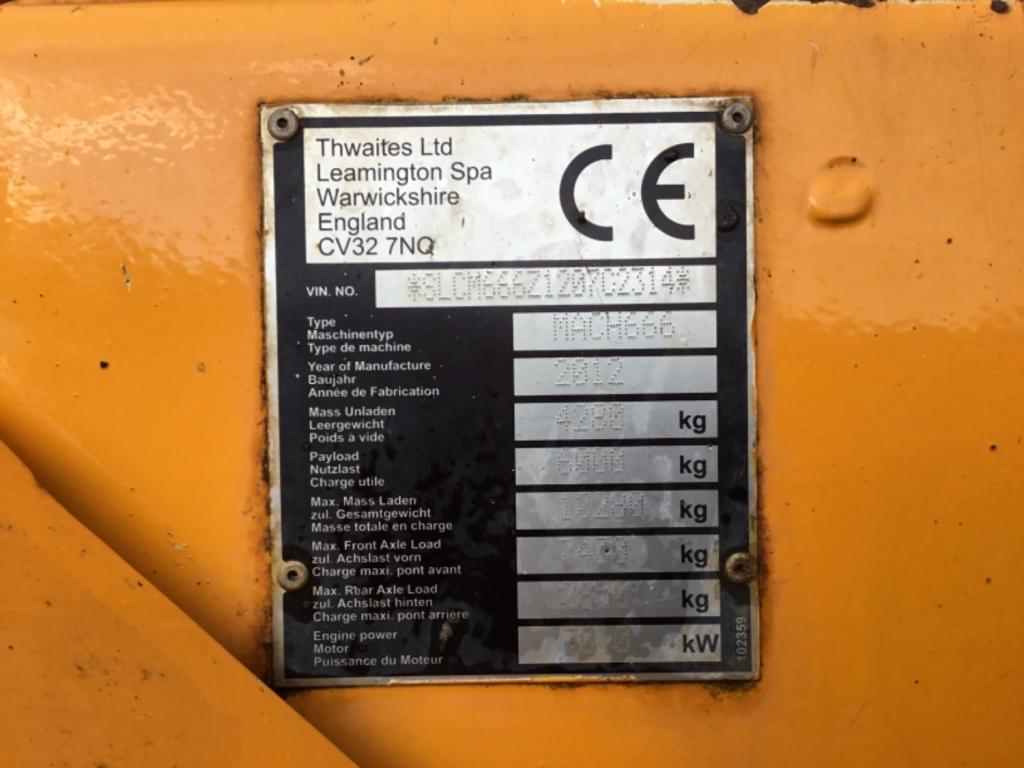 Thwaites Ltd
Leamington Spa
Warwickshire
England
CV32 7NQ
CE
VIN. NO.
Type MACH666
Maschinentyp
Type de machine
Year of Manufacture 2012
Baujahr
Année de Fabrication
Mass Unladen 4280 kg
Leergewicht
Poids à vide
Payload 6000 kg
Nutzlast
Charge utile
Max. Mass Laden 10280 kg
zul. Gesamtgewicht
Masse totale en charge
Max. Front Axle Load kg
zul. Achslast vorn
Charge maxi. pont avant
Max. Rear Axle Load kg
zul. Achslast hinten
Charge maxi. pont arriere
Engine power kW
Motor
Puissance du Moteur
102359